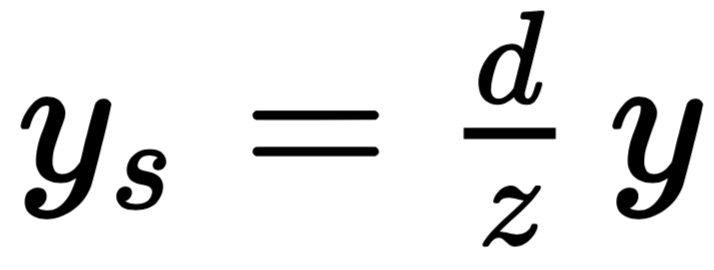 y_s = \frac{d}{z} y